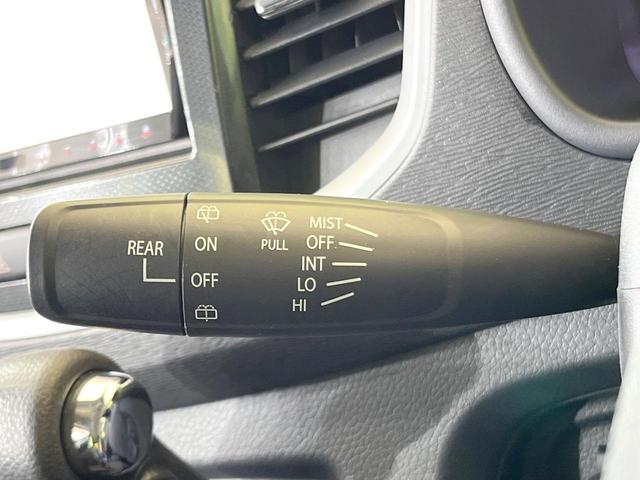 REAR
ON
OFF
PULL
MIST
OFF
INT
LO
HI